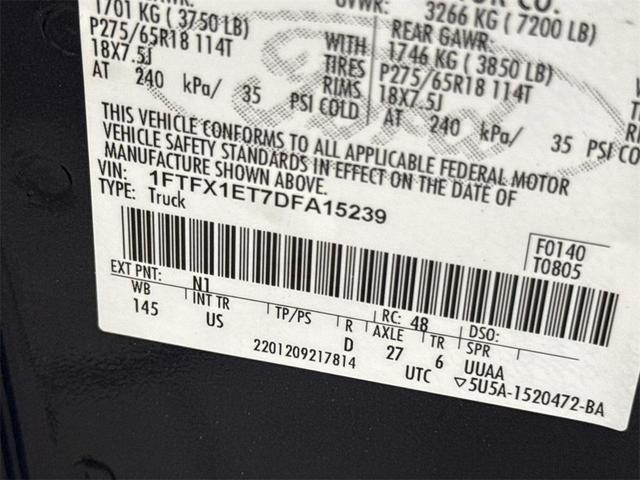 1701 KG ( 3750 LB)
P275/65R18 114T
18X7.5J
AT 240 kPa/ 35 PSI COLD
GVWR: 3266 KG ( 7200 LB)
REAR GAWR:
WITH 1746 KG ( 3850 LB)
TIRES P275/65R18 114T
RIMS 18X7.5J
AT 240 kPa/ 35 PSI CO
Ford
THIS VEHICLE CONFORMS TO ALL APPLICABLE FEDERAL MOTOR
VEHICLE SAFETY STANDARDS IN EFFECT ON THE DATE OF
MANUFACTURE SHOWN ABOVE.
VIN: 1FTFX1ET7DFA15239
TYPE: Truck
F0140
T0805
EXT PNT: N1 RC: 48 DSO:
WB INT TR TP/PS R AXLE TR SPR
145 US D 27 6 UUAA
2201209217814 UTC ▽5U5A-1520472-BA